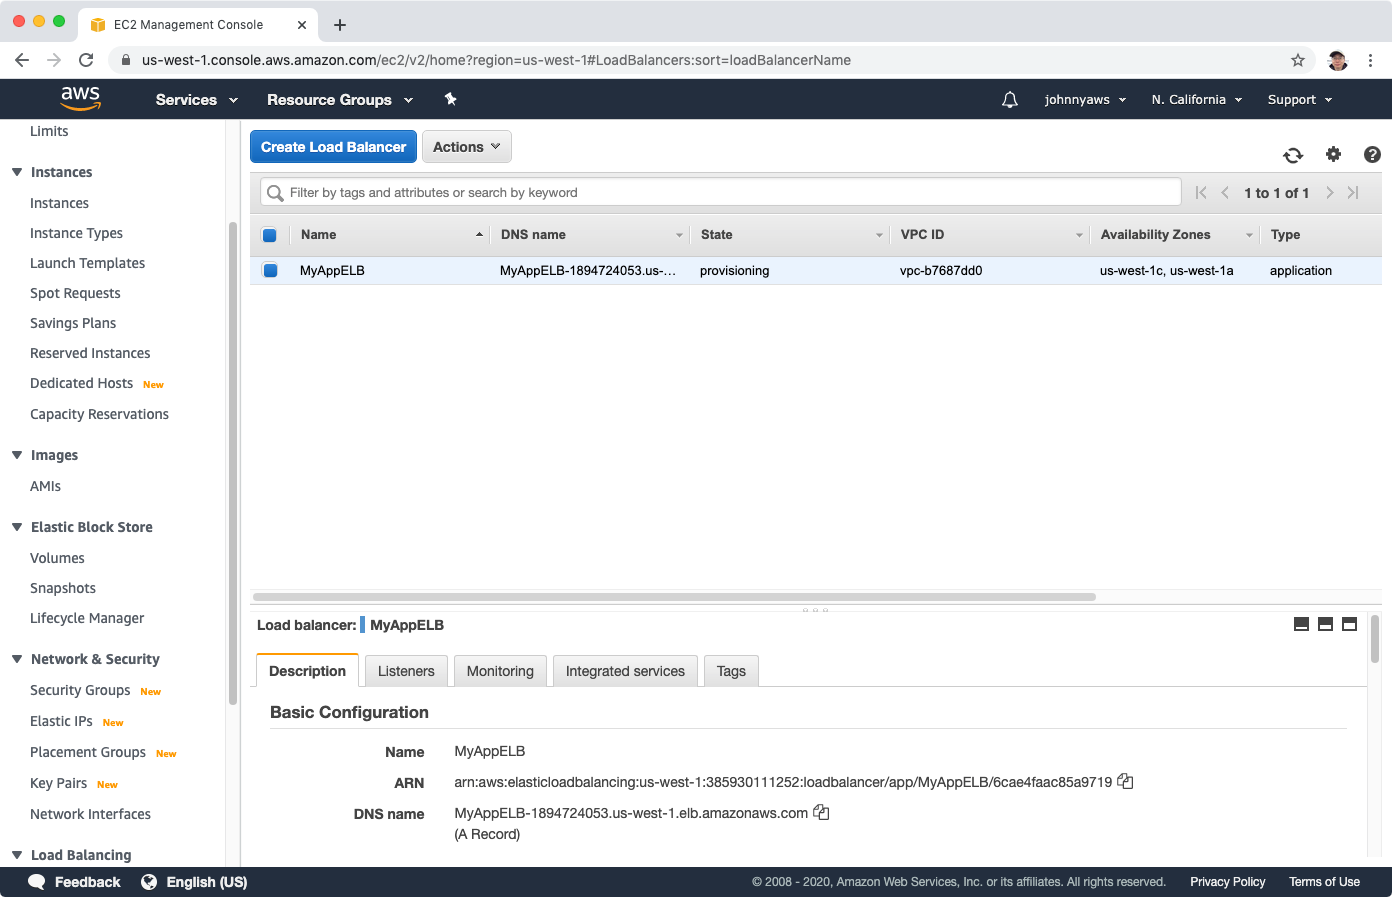 EC2 Management Console
us-west-1.console.aws.amazon.com/ec2/v2/home?region=us-west-1#LoadBalancers:sort=loadBalancerName
aws Services Resource Groups johnnyaws N. California Support
Limits
Instances
Instances
Instance Types
Launch Templates
Spot Requests
Savings Plans
Reserved Instances
Dedicated Hosts New
Capacity Reservations
Images
AMIs
Elastic Block Store
Volumes
Snapshots
Lifecycle Manager
Network & Security
Security Groups New
Elastic IPs New
Placement Groups New
Key Pairs New
Network Interfaces
Load Balancing
Create Load Balancer Actions
Filter by tags and attributes or search by keyword 1 to 1 of 1
Name DNS name State VPC ID Availability Zones Type
MyAppELB MyAppELB-1894724053.us-... provisioning vpc-b7687dd0 us-west-1c, us-west-1a application
Load balancer: MyAppELB
Description Listeners Monitoring Integrated services Tags
Basic Configuration
Name MyAppELB
ARN arn:aws:elasticloadbalancing:us-west-1:385930111252:loadbalancer/app/MyAppELB/6cae4faac85a9719
DNS name MyAppELB-1894724053.us-west-1.elb.amazonaws.com
(A Record)
Feedback English (US) © 2008 - 2020, Amazon Web Services, Inc. or its affiliates. All rights reserved. Privacy Policy Terms of Use